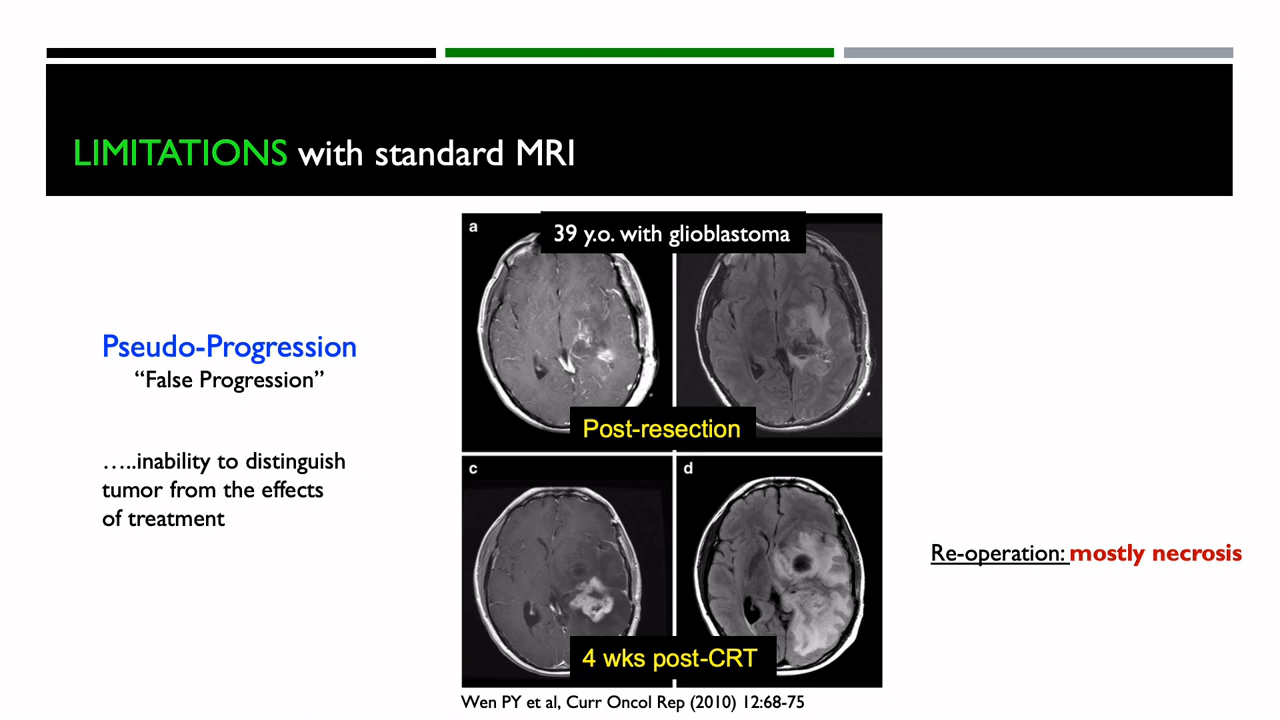 LIMITATIONS with standard MRI
a
39 y.o. with glioblastoma
Pseudo-Progression
“False Progression”
Post-resection
…..inability to distinguish
tumor from the effects
of treatment
c
d
Re-operation: mostly necrosis
4 wks post-CRT
Wen PY et al, Curr Oncol Rep (2010) 12:68-75